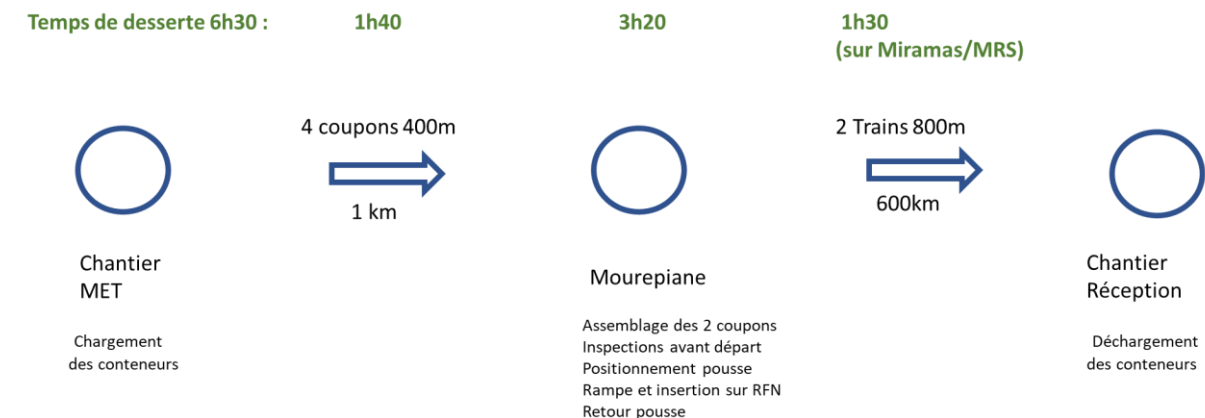 Temps de desserte 6h30 : 1h40 3h20 1h30
(sur Miramas/MRS)
4 coupons 400m
1 km
2 Trains 800m
600km
Chantier
MET
Chargement
des conteneurs
Mourepiane
Assemblage des 2 coupons
Inspections avant départ
Positionnement pousse
Rampe et insertion sur RFN
Retour pousse
Chantier
Réception
Déchargement
des conteneurs